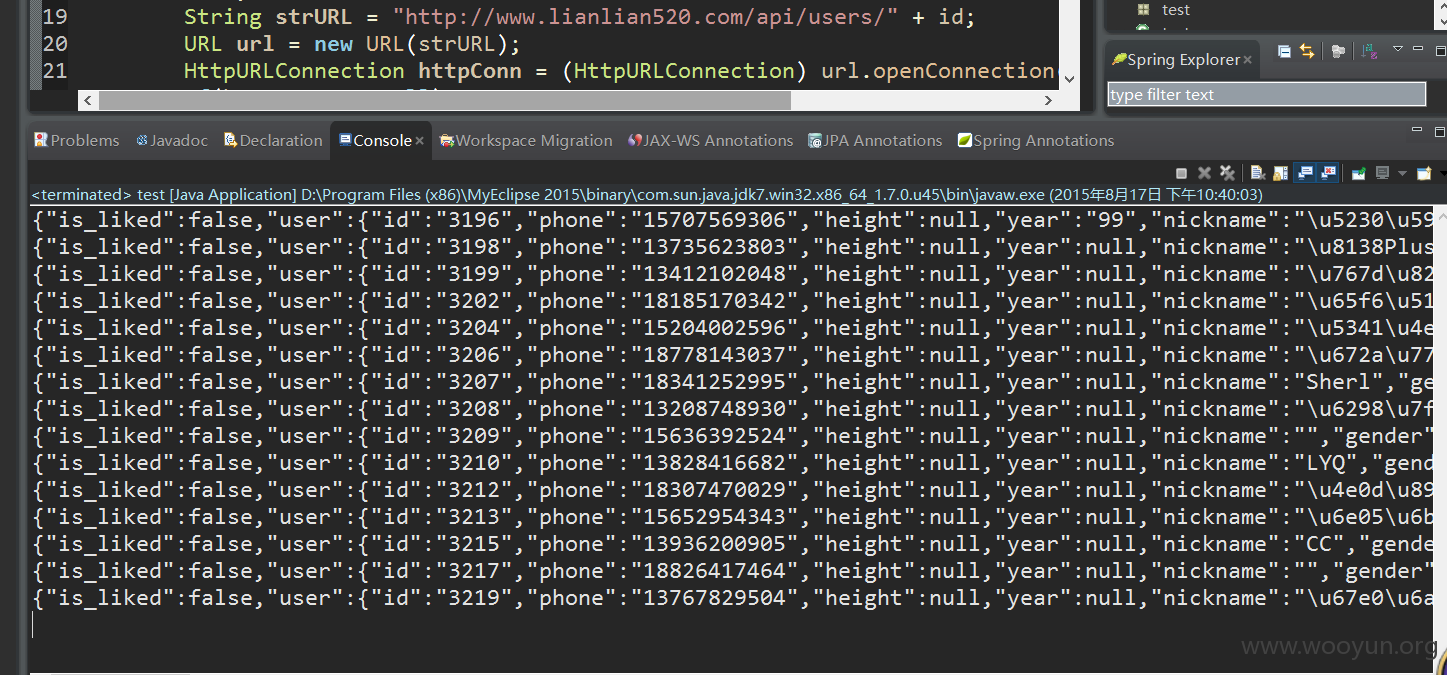 19 String strURL = "http://www.lianlian520.com/api/users/" + id;
20 URL url = new URL(strURL);
21 HttpURLConnection httpConn = (HttpURLConnection) url.openConnection(
test
Spring Explorer
type filter text
Problems Javadoc Declaration Console Workspace Migration JAX-WS Annotations JPA Annotations Spring Annotations
<terminated> test [Java Application] D:\Program Files (x86)\MyEclipse 2015\binary\com.sun.java.jdk7.win32.x86_64_1.7.0.u45\bin\javaw.exe (2015年8月17日 下午10:40:03)
{"is_liked":false,"user":{"id":"3196","phone":"15707569306","height":null,"year":"99","nickname":"\u5230\u59
{"is_liked":false,"user":{"id":"3198","phone":"13735623803","height":null,"year":null,"nickname":"\u8138Plus
{"is_liked":false,"user":{"id":"3199","phone":"13412102048","height":null,"year":null,"nickname":"\u767d\u82
{"is_liked":false,"user":{"id":"3202","phone":"18185170342","height":null,"year":null,"nickname":"\u65f6\u51
{"is_liked":false,"user":{"id":"3204","phone":"15204002596","height":null,"year":null,"nickname":"\u5341\u4e
{"is_liked":false,"user":{"id":"3206","phone":"18778143037","height":null,"year":null,"nickname":"\u672a\u77
{"is_liked":false,"user":{"id":"3207","phone":"18341252995","height":null,"year":null,"nickname":"Sherl","ge
{"is_liked":false,"user":{"id":"3208","phone":"13208748930","height":null,"year":null,"nickname":"\u6298\u7f
{"is_liked":false,"user":{"id":"3209","phone":"15636392524","height":null,"year":null,"nickname":"","gender"
{"is_liked":false,"user":{"id":"3210","phone":"13828416682","height":null,"year":null,"nickname":"LYQ","gend
{"is_liked":false,"user":{"id":"3212","phone":"18307470029","height":null,"year":null,"nickname":"\u4e0d\u89
{"is_liked":false,"user":{"id":"3213","phone":"15652954343","height":null,"year":null,"nickname":"\u6e05\u6b
{"is_liked":false,"user":{"id":"3215","phone":"13936200905","height":null,"year":null,"nickname":"CC","gende
{"is_liked":false,"user":{"id":"3217","phone":"18826417464","height":null,"year":null,"nickname":"","gender"
{"is_liked":false,"user":{"id":"3219","phone":"13767829504","height":null,"year":null,"nickname":"\u67e0\u6a
www.wooyun.org